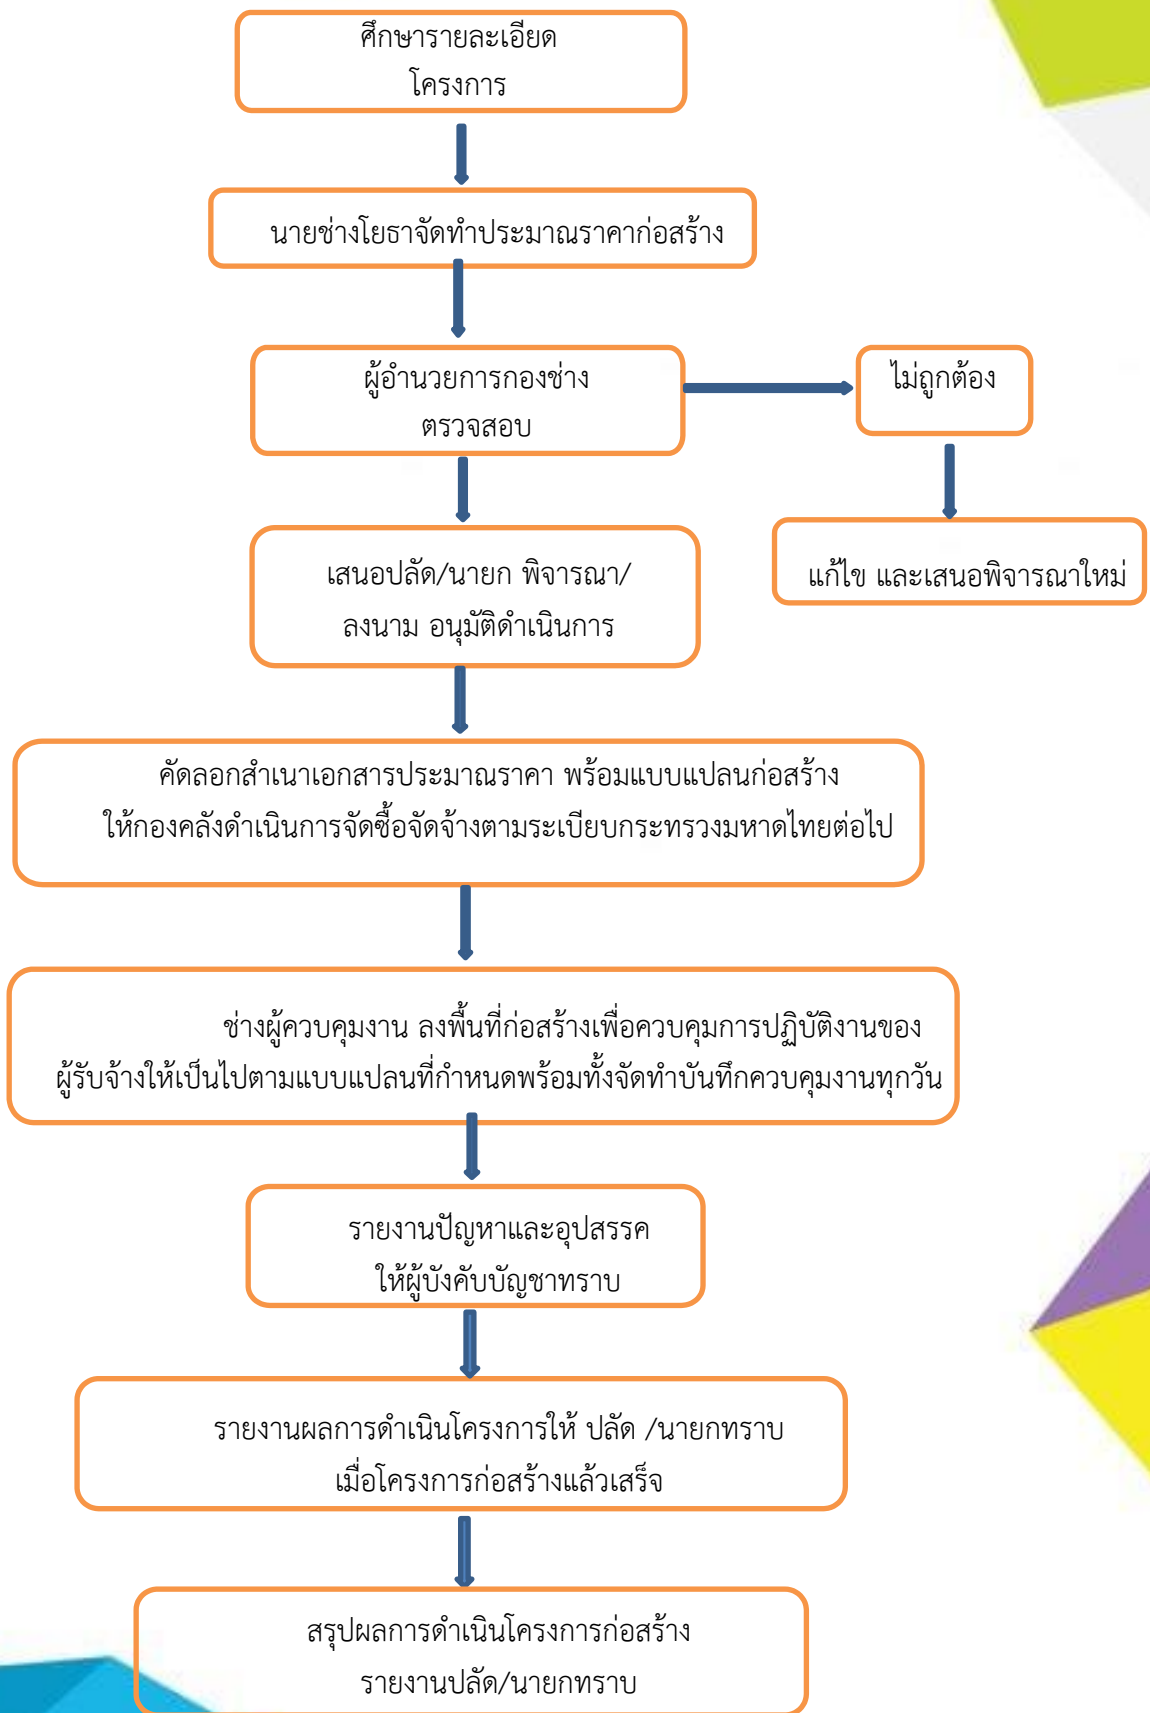 ศึกษารายละเอียด
โครงการ
นายช่างโยธาจัดทำประมาณราคาก่อสร้าง
ผู้อำนวยการกองช่าง
ตรวจสอบ
ไม่ถูกต้อง
เสนอปลัด/นายก พิจารณา/
ลงนาม อนุมัติดำเนินการ
แก้ไข และเสนอพิจารณาใหม่
คัดลอกสำเนาเอกสารประมาณราคา พร้อมแบบแปลนก่อสร้าง
ให้กองคลังดำเนินการจัดซื้อจัดจ้างตามระเบียบกระทรวงมหาดไทยต่อไป
ช่างผู้ควบคุมงาน ลงพื้นที่ก่อสร้างเพื่อควบคุมการปฏิบัติงานของ
ผู้รับจ้างให้เป็นไปตามแบบแปลนที่กำหนดพร้อมทั้งจัดทำบันทึกควบคุมงานทุกวัน
รายงานปัญหาและอุปสรรค
ให้ผู้บังคับบัญชาทราบ
รายงานผลการดำเนินโครงการให้ ปลัด /นายกทราบ
เมื่อโครงการก่อสร้างแล้วเสร็จ
สรุปผลการดำเนินโครงการก่อสร้าง
รายงานปลัด/นายกทราบ